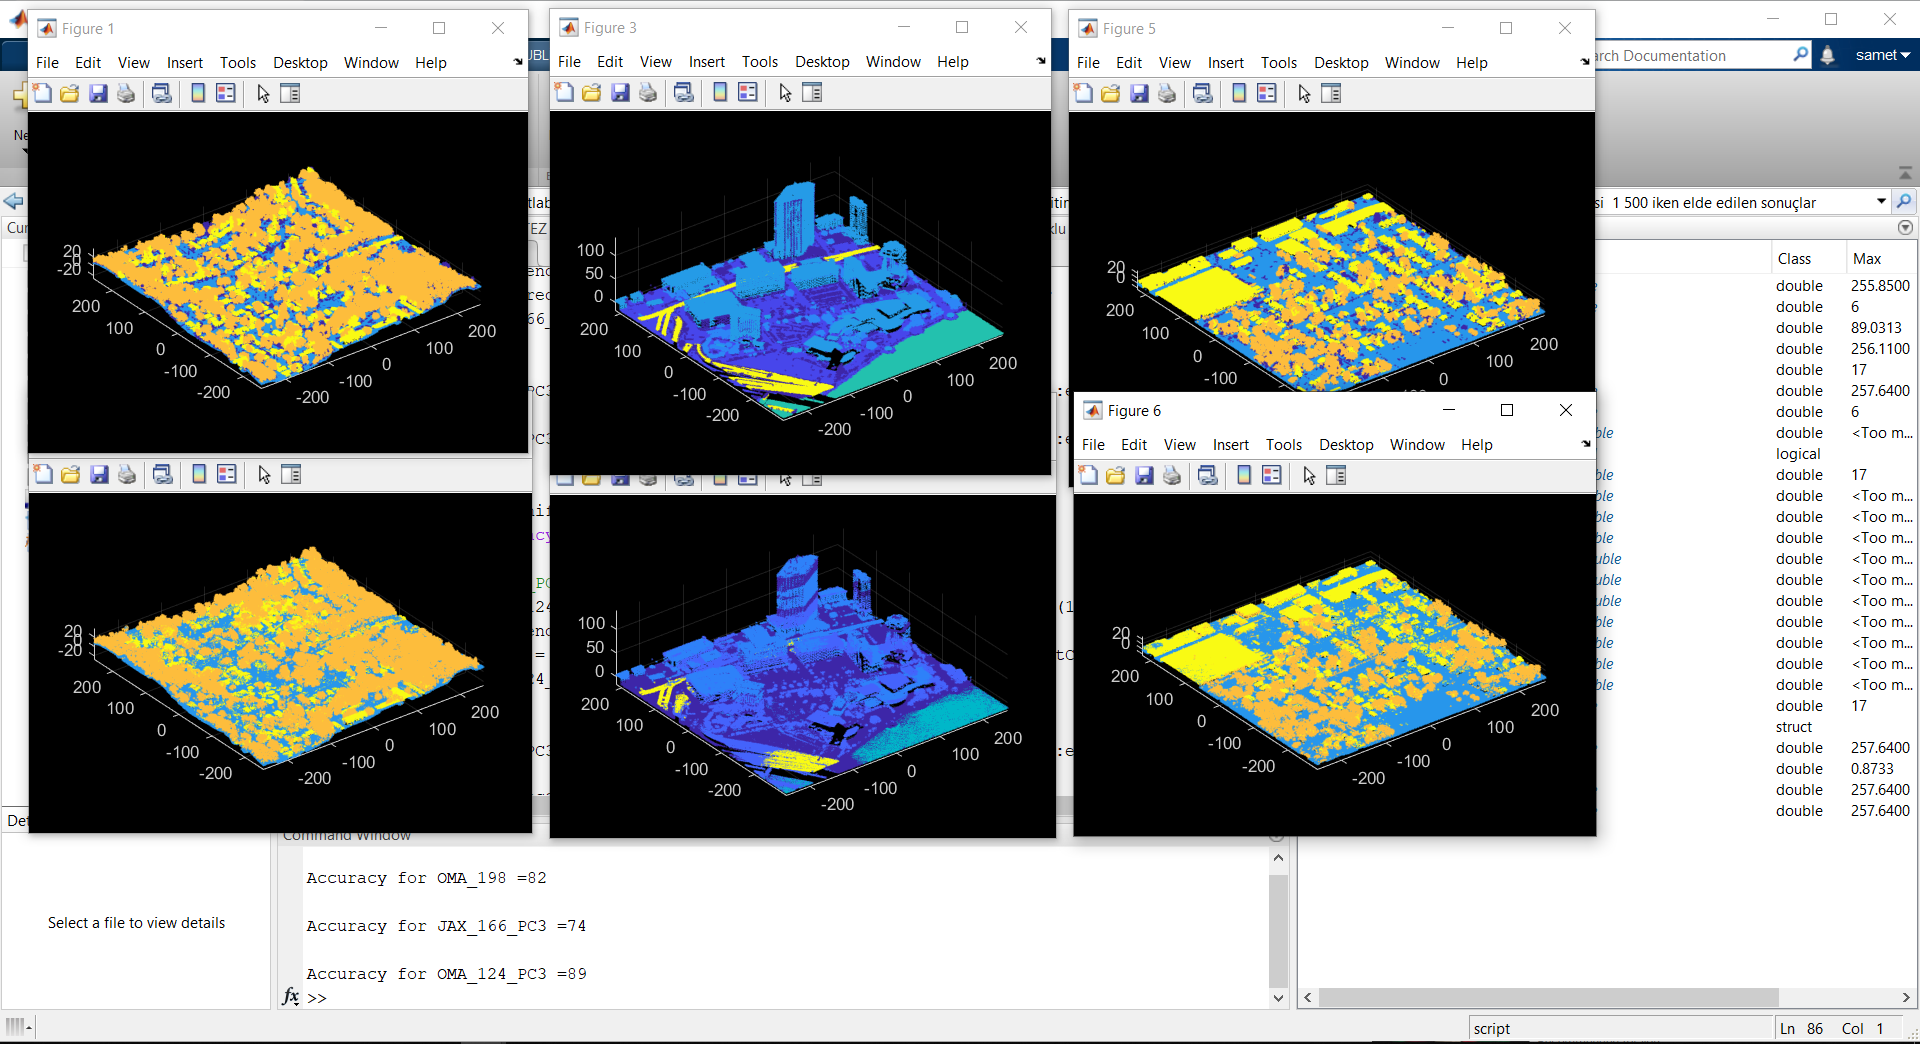 Figure 1
File Edit View Insert Tools Desktop Window Help
20
0
-20
200
100
0
-100
-200
-200
-100
0
100
200
Figure 3
File Edit View Insert Tools Desktop Window Help
100
50
0
200
100
0
-100
-200
-200
-100
0
100
200
Figure 5
File Edit View Insert Tools Desktop Window Help
20
0
200
100
0
-100
0
100
200
20
0
-20
200
100
0
-100
-200
-200
-100
0
100
200
100
50
0
200
100
0
-100
-200
-200
-100
0
100
200
Figure 6
File Edit View Insert Tools Desktop Window Help
20
0
200
100
0
-100
-200
-200
-100
0
100
200
rch Documentation
samet
si 1 500 iken elde edilen sonuçlar
Class Max
double 255.8500
double 6
double 89.0313
double 256.1100
double 17
double 257.6400
double 6
double <Too m...
logical
double 17
double <Too m...
double <Too m...
double <Too m...
double <Too m...
double <Too m...
double <Too m...
double <Too m...
double <Too m...
double <Too m...
double <Too m...
double 17
struct
double 257.6400
double 0.8733
double 257.6400
double 257.6400
Command Window
Accuracy for OMA_198 =82
Accuracy for JAX_166_PC3 =74
Accuracy for OMA_124_PC3 =89
fx >>
Select a file to view details
script
Ln 86 Col 1